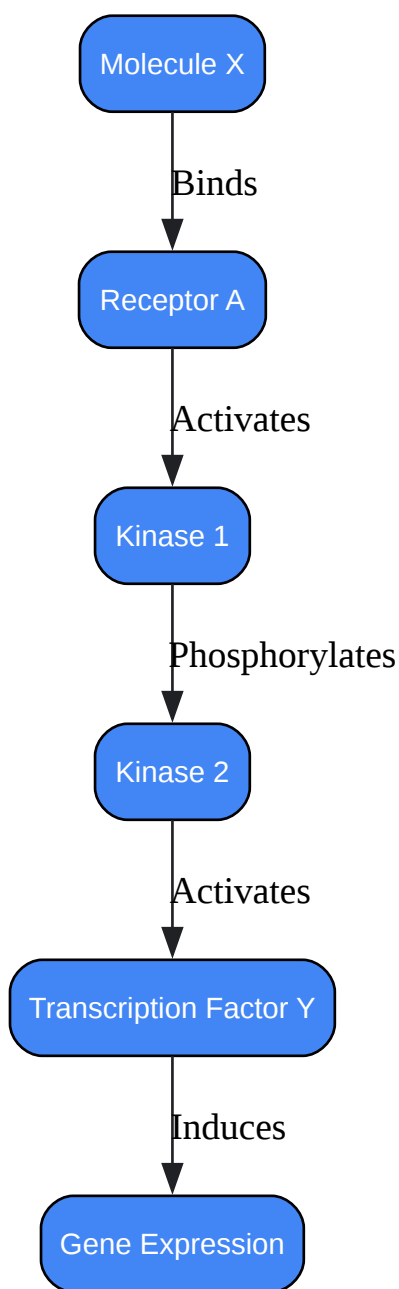 Molecule X
Binds
Receptor A
Activates
Kinase 1
Phosphorylates
Kinase 2
Activates
Transcription Factor Y
Induces
Gene Expression